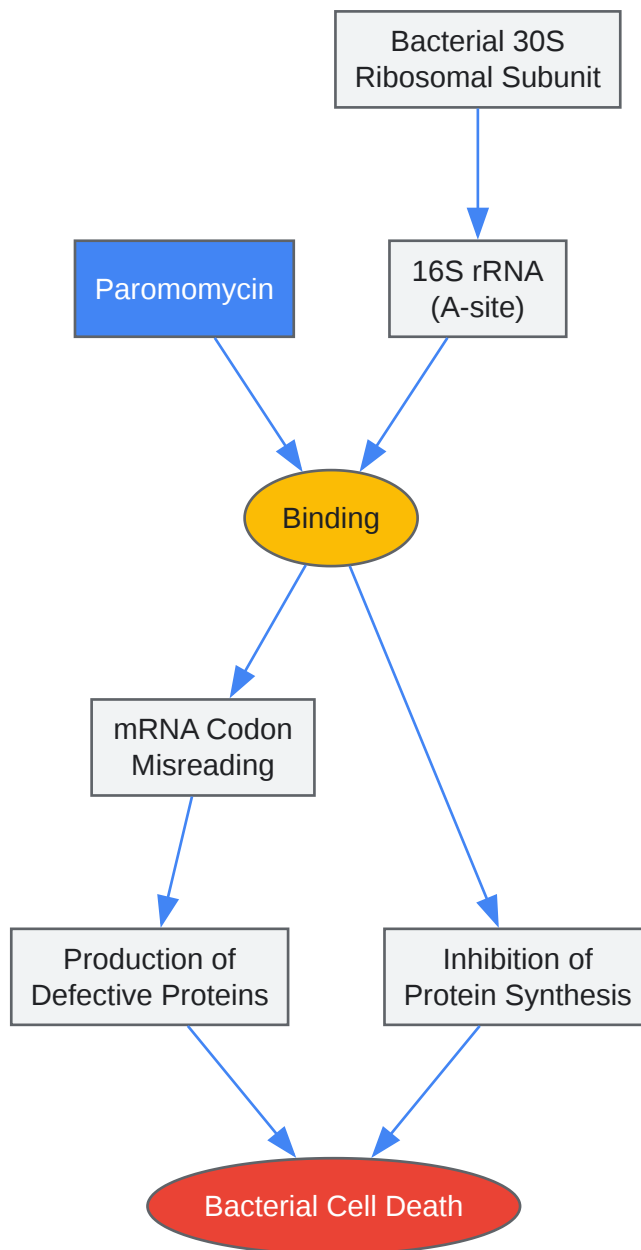 Bacterial 30S
Ribosomal Subunit
Paromomycin
16S rRNA
(A-site)
Binding
mRNA Codon
Misreading
Production of
Defective Proteins
Inhibition of
Protein Synthesis
Bacterial Cell Death